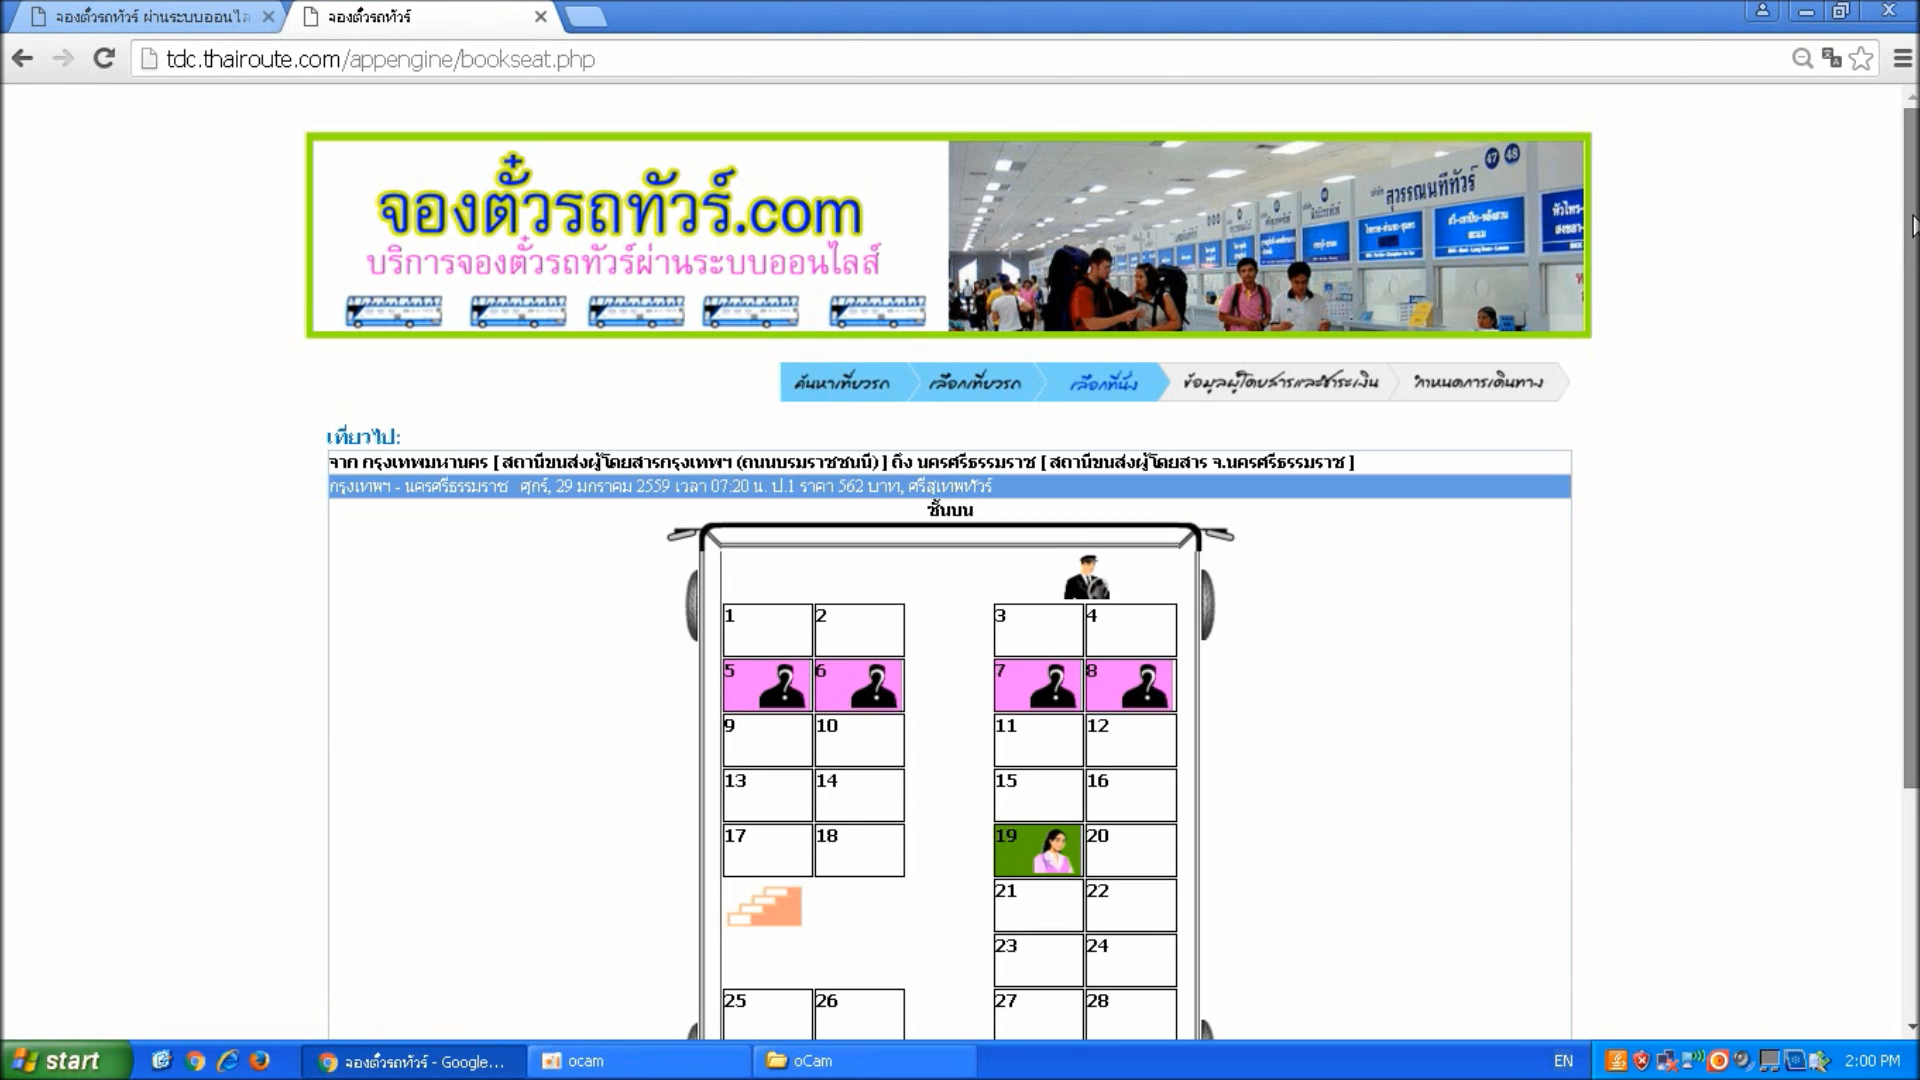 จองตั๋วรถทัวร์ ผ่านระบบออนไล
จองตั๋วรถทัวร์
tdc.thairoute.com/appengine/bookseat.php
จองตั๋วรถทัวร์.com
บริการจองตั๋วรถทัวร์ผ่านระบบออนไลส์
47 48
สุวรรณนทีทัวร์
ค้นหาเที่ยวรถ เลือกเที่ยวรถ เลือกที่นั่ง ข้อมูลผู้โดยสารและชำระเงิน กำหนดการเดินทาง
เที่ยวไป:
จาก กรุงเทพมหานคร [ สถานีขนส่งผู้โดยสารกรุงเทพฯ (ถนนบรมราชชนนี) ] ถึง นครศรีธรรมราช [ สถานีขนส่งผู้โดยสาร จ.นครศรีธรรมราช ]
กรุงเทพฯ - นครศรีธรรมราช ศุกร์, 29 มกราคม 2559 เวลา 07:20 น. ป.1 ราคา 562 บาท, ศรีสุเทพทัวร์
ชั้นบน
1 2 3 4
5 6 7 8
9 10 11 12
13 14 15 16
17 18 19 20
21 22
23 24
25 26 27 28
start
จองตั๋วรถทัวร์ - Google...
ocam
oCam
EN
2:00 PM